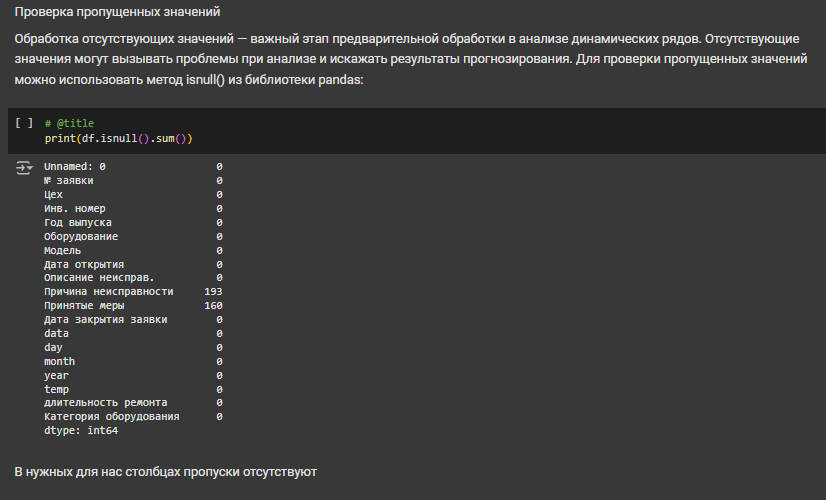 Проверка пропущенных значений
Обработка отсутствующих значений — важный этап предварительной обработки в анализе динамических рядов. Отсутствующие
значения могут вызывать проблемы при анализе и искажать результаты прогнозирования. Для проверки пропущенных значений
можно использовать метод isnull() из библиотеки pandas:
[ ] # @title
print(df.isnull().sum())
Unnamed: 0 0
№ заявки 0
Цех 0
Инв. номер 0
Год выпуска 0
Оборудование 0
Модель 0
Дата открытия 0
Описание неисправ. 0
Причина неисправности 193
Принятые меры 160
Дата закрытия заявки 0
data 0
day 0
month 0
year 0
temp 0
длительность ремонта 0
Категория оборудования 0
dtype: int64
В нужных для нас столбцах пропуски отсутствуют